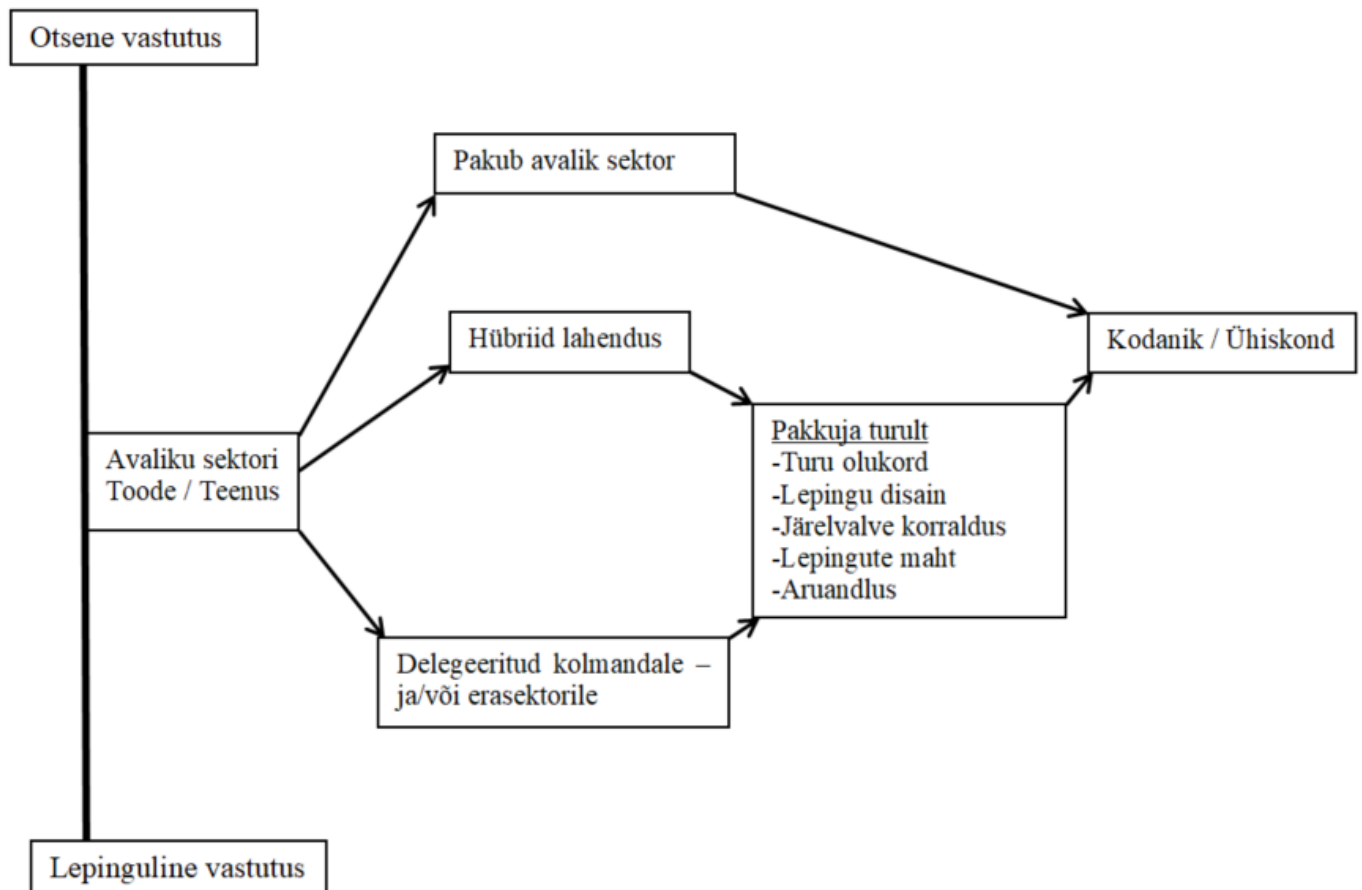 Otsene vastutus
Pakub avalik sektor
Hübriid lahendus
Kodanik / Ühiskond
Avaliku sektori
Toode / Teenus
Pakkuja turult
-Turu olukord
-Lepingu disain
-Järelvalve korraldus
-Lepingute maht
-Aruandlus
Delegeeritud kolmandale –
ja/või erasektorile
Lepinguline vastutus